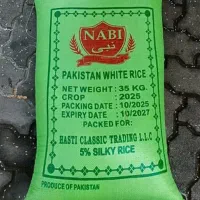 NABI
نبي
PAKISTAN WHITE RICE
NET WEIGHT : 35 KG.
CROP : 2025
PACKING DATE : 10/2025
EXPIRY DATE : 10/2027
PACKED FOR:
HASTI CLASSIC TRADING L.L.C
5% SILKY RICE
PRODUCE OF PAKISTAN